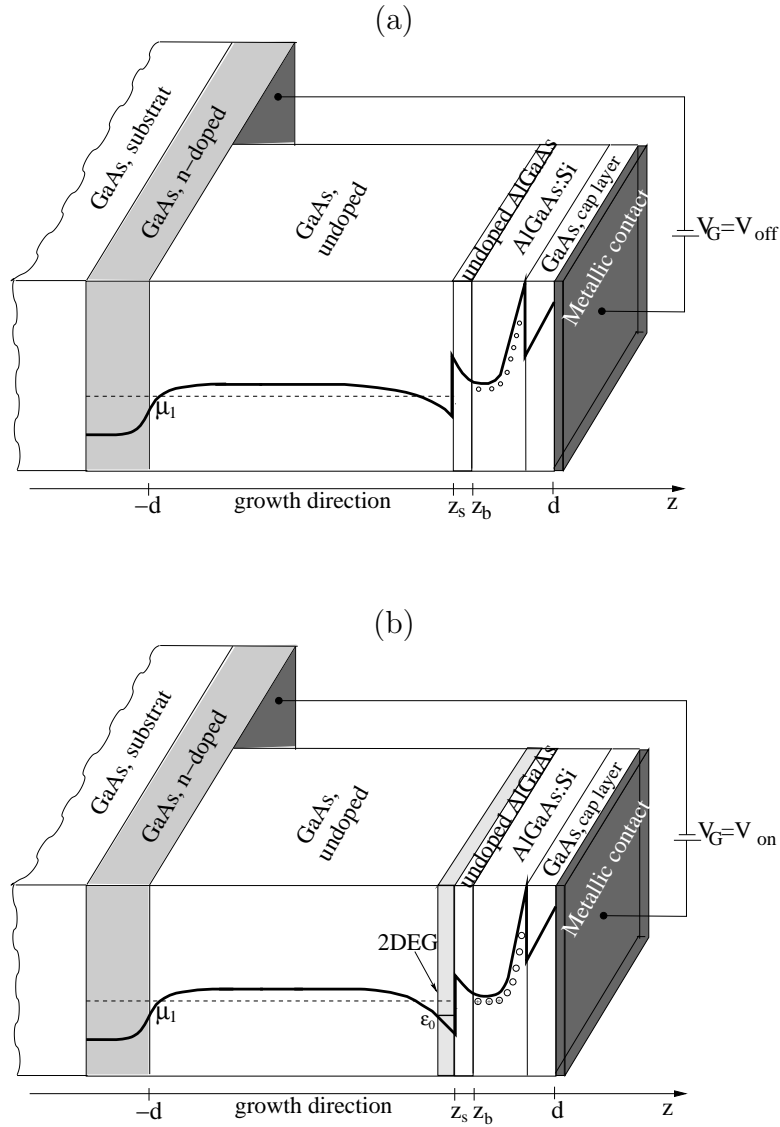 (a)
GaAs, substrat
GaAs, n−doped
GaAs,
undoped
undoped AlGaAs
AlGaAs:Si
GaAs, cap layer
Metallic contact
V_G=V_off
μ_1
−d
growth direction
z_s
z_b
d
z
(b)
GaAs, substrat
GaAs, n−doped
GaAs,
undoped
undoped AlGaAs
AlGaAs:Si
GaAs, cap layer
Metallic contact
V_G=V_on
2DEG
μ_1
ε_0
−d
growth direction
z_s
z_b
d
z